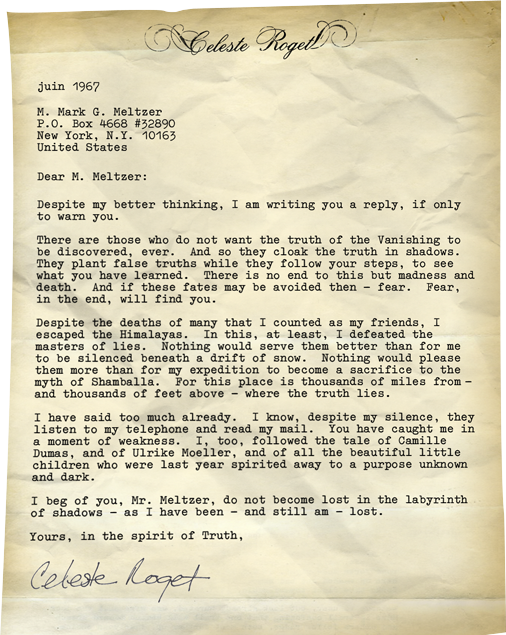 Celeste Roget
juin 1967
M. Mark G. Meltzer
P.O. Box 4668 #32890
New York, N.Y. 10163
United States
Dear M. Meltzer:
Despite my better thinking, I am writing you a reply, if only
to warn you.
There are those who do not want the truth of the Vanishing to
be discovered, ever. And so they cloak the truth in shadows.
They plant false truths while they follow your steps, to see
what you have learned. There is no end to this but madness and
death. And if these fates may be avoided then - fear. Fear,
in the end, will find you.
Despite the deaths of many that I counted as my friends, I
escaped the Himalayas. In this, at least, I defeated the
masters of lies. Nothing would serve them better than for me
to be silenced beneath a drift of snow. Nothing would please
them more than for my expedition to become a sacrifice to the
myth of Shamballa. For this place is thousands of miles from -
and thousands of feet above - where the truth lies.
I have said too much already. I know, despite my silence, they
listen to my telephone and read my mail. You have caught me in
a moment of weakness. I, too, followed the tale of Camille
Dumas, and of Ulrike Moeller, and of all the beautiful little
children who were last year spirited away to a purpose unknown
and dark.
I beg of you, Mr. Meltzer, do not become lost in the labyrinth
of shadows - as I have been - and still am - lost.
Yours, in the spirit of Truth,
Celeste Roget